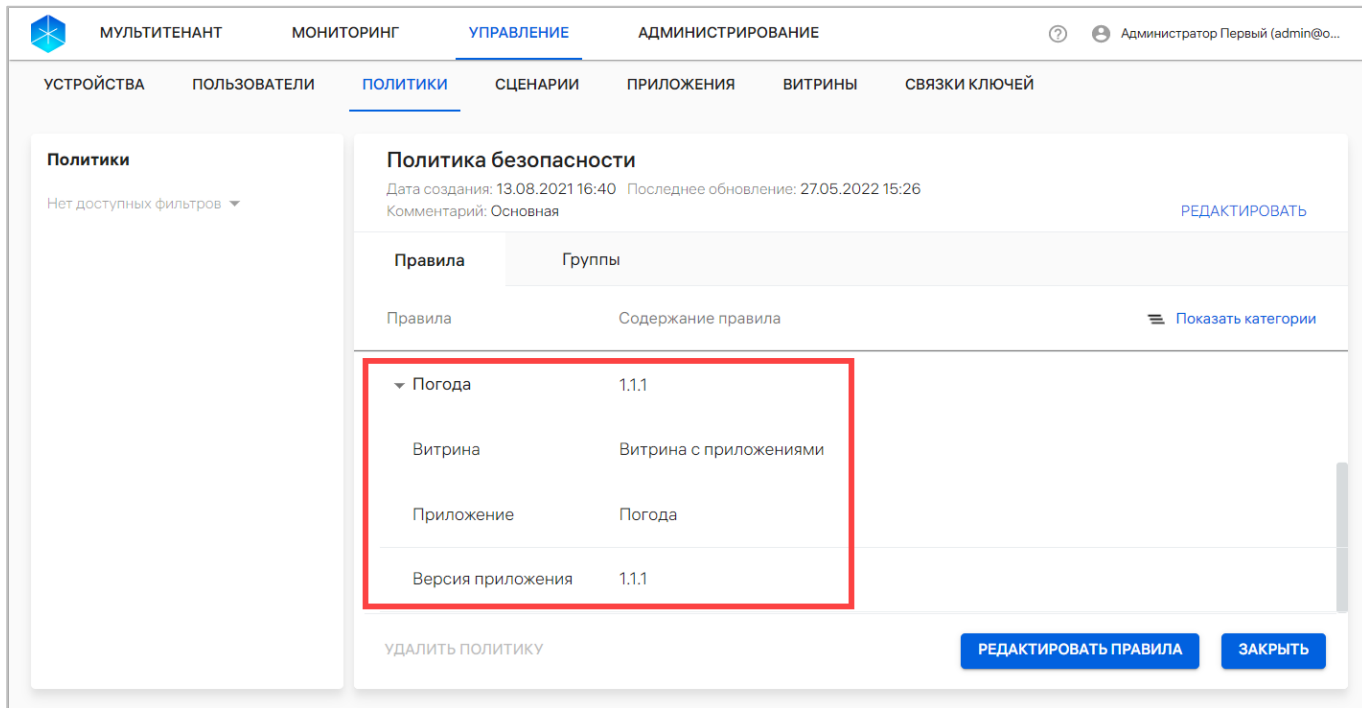 МУЛЬТИТЕНАНТ МОНИТОРИНГ УПРАВЛЕНИЕ АДМИНИСТРИРОВАНИЕ ? Администратор Первый (admin@o...
УСТРОЙСТВА ПОЛЬЗОВАТЕЛИ ПОЛИТИКИ СЦЕНАРИИ ПРИЛОЖЕНИЯ ВИТРИНЫ СВЯЗКИ КЛЮЧЕЙ
Политики
Нет доступных фильтров
Политика безопасности
Дата создания: 13.08.2021 16:40 Последнее обновление: 27.05.2022 15:26
Комментарий: Основная
РЕДАКТИРОВАТЬ
Правила Группы
Правила Содержание правила Показать категории
Погода 1.1.1
Витрина Витрина с приложениями
Приложение Погода
Версия приложения 1.1.1
УДАЛИТЬ ПОЛИТИКУ РЕДАКТИРОВАТЬ ПРАВИЛА ЗАКРЫТЬ